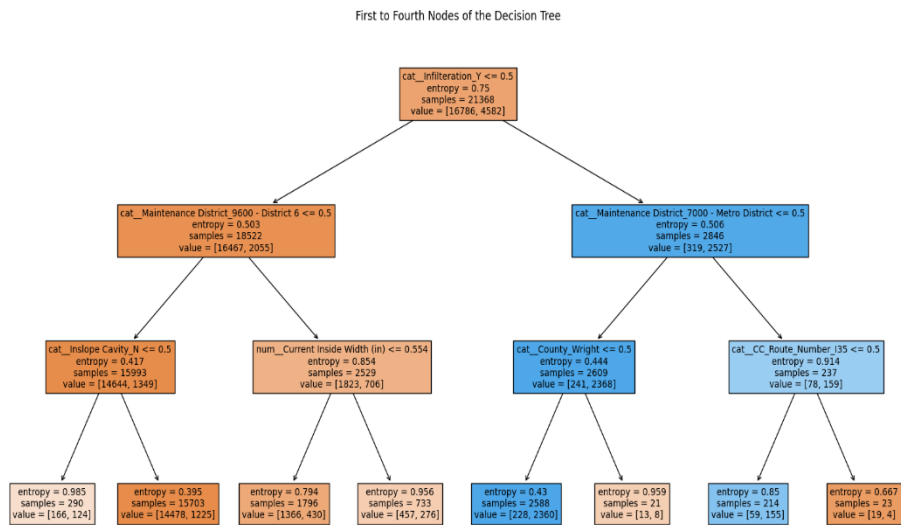 First to Fourth Nodes of the Decision Tree
cat__Infilteration_Y <= 0.5
entropy = 0.75
samples = 21368
value = [16786, 4582]
cat__Maintenance District_9600 - District 6 <= 0.5
entropy = 0.503
samples = 18522
value = [16467, 2055]
cat__Maintenance District_7000 - Metro District <= 0.5
entropy = 0.506
samples = 2846
value = [319, 2527]
cat__Inslope Cavity_N <= 0.5
entropy = 0.417
samples = 15993
value = [14644, 1349]
num__Current Inside Width (in) <= 0.554
entropy = 0.854
samples = 2529
value = [1823, 706]
cat__County_Wright <= 0.5
entropy = 0.444
samples = 2609
value = [241, 2368]
cat__CC_Route_Number_I35 <= 0.5
entropy = 0.914
samples = 237
value = [78, 159]
entropy = 0.985
samples = 290
value = [166, 124]
entropy = 0.395
samples = 15703
value = [14478, 1225]
entropy = 0.794
samples = 1796
value = [1366, 430]
entropy = 0.956
samples = 733
value = [457, 276]
entropy = 0.43
samples = 2588
value = [228, 2360]
entropy = 0.959
samples = 21
value = [13, 8]
entropy = 0.85
samples = 214
value = [59, 155]
entropy = 0.667
samples = 23
value = [19, 4]